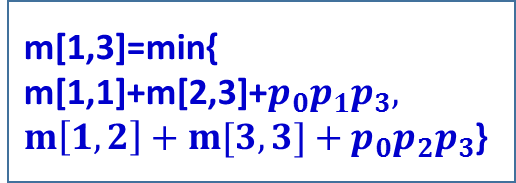 m[1,3]=min{
m[1,1]+m[2,3]+p₀p₁p₃,
m[1, 2] + m[3, 3] + p₀p₂p₃}